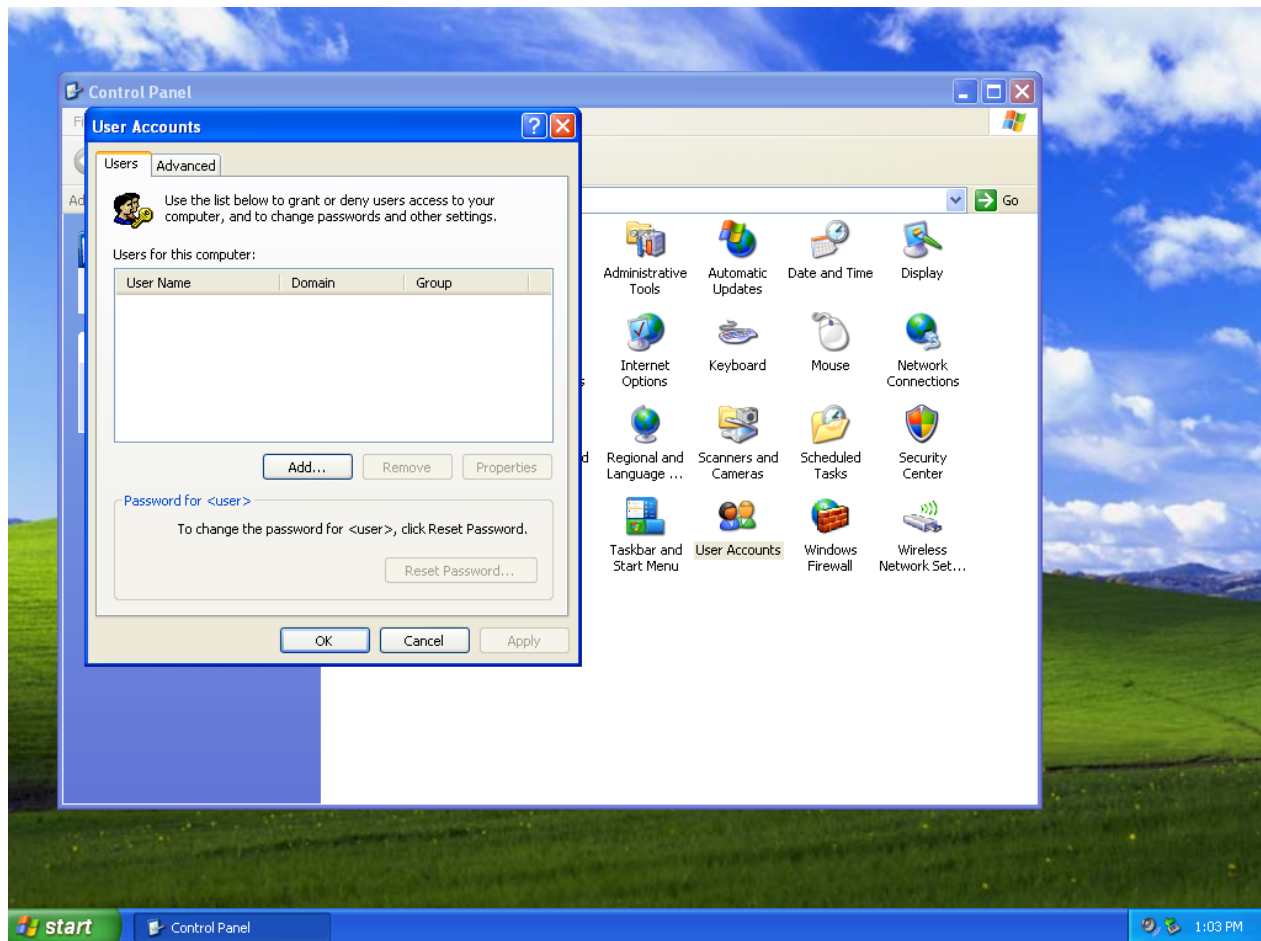 Control Panel
Fi
User Accounts
Users
Advanced
Ad
Go
Use the list below to grant or deny users access to your
computer, and to change passwords and other settings.
Users for this computer:
User Name Domain Group
Add... Remove Properties
Password for <user>
To change the password for <user>, click Reset Password.
Reset Password...
OK Cancel Apply
Administrative
Tools
Automatic
Updates
Date and Time
Display
Internet
Options
Keyboard
Mouse
Network
Connections
s
d
Regional and
Language ...
Scanners and
Cameras
Scheduled
Tasks
Security
Center
Taskbar and
Start Menu
User Accounts
Windows
Firewall
Wireless
Network Set...
start
Control Panel
1:03 PM